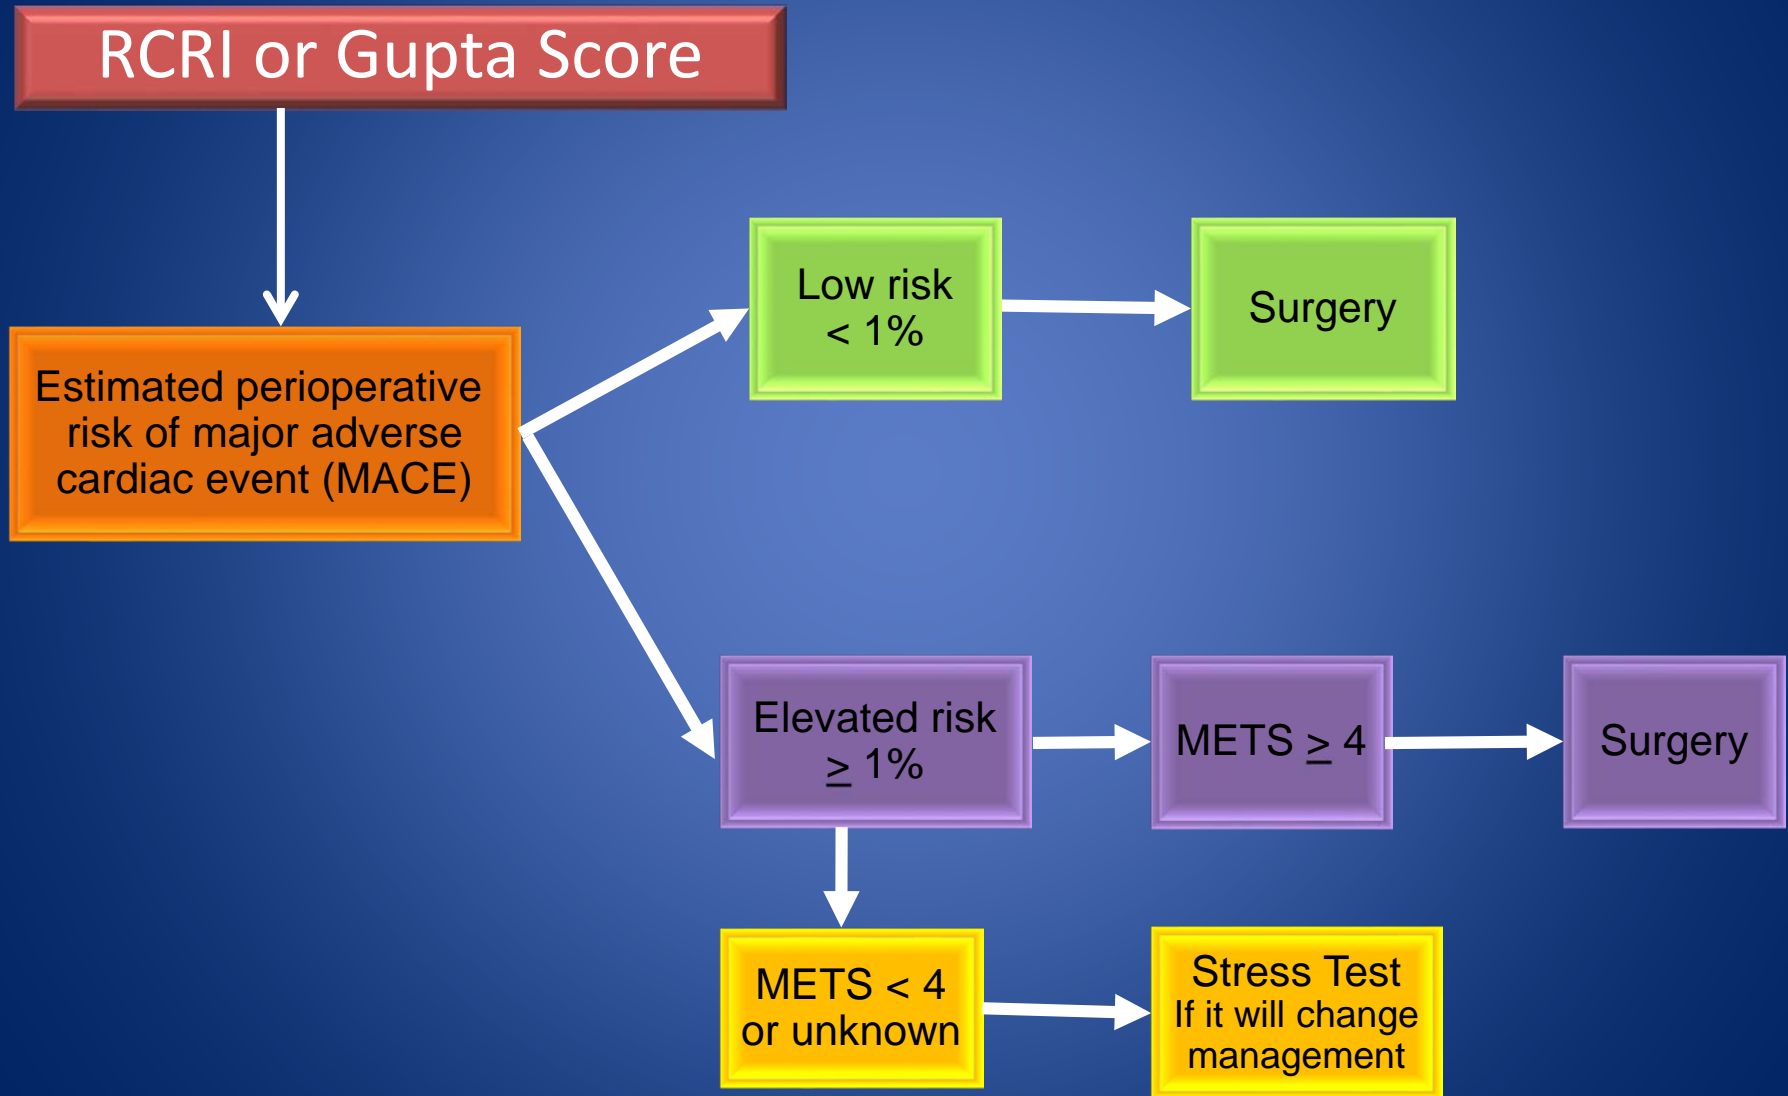 RCRI or Gupta Score
Low risk
< 1%
Surgery
Estimated perioperative
risk of major adverse
cardiac event (MACE)
Elevated risk
≥ 1%
METS ≥ 4
Surgery
METS < 4
or unknown
Stress Test
If it will change
management